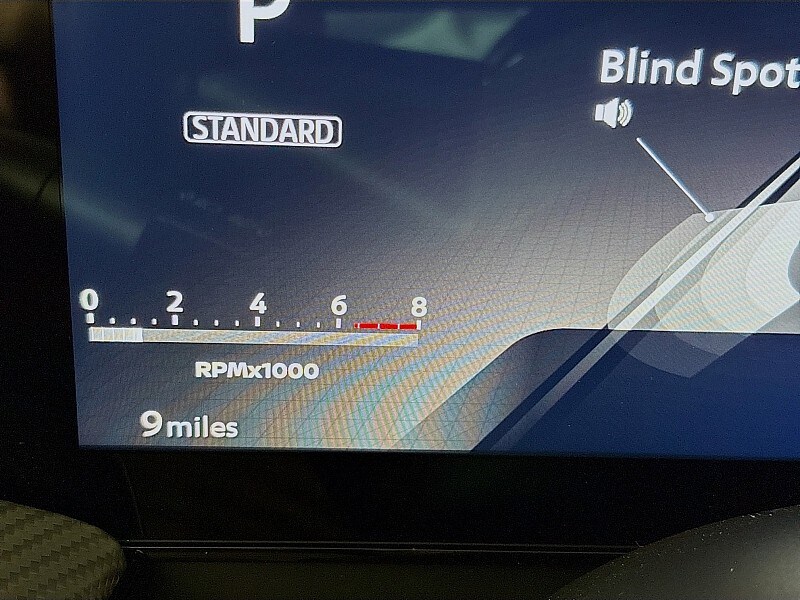 P
Blind Spot
STANDARD
0 2 4 6 8
RPMx1000
9 miles